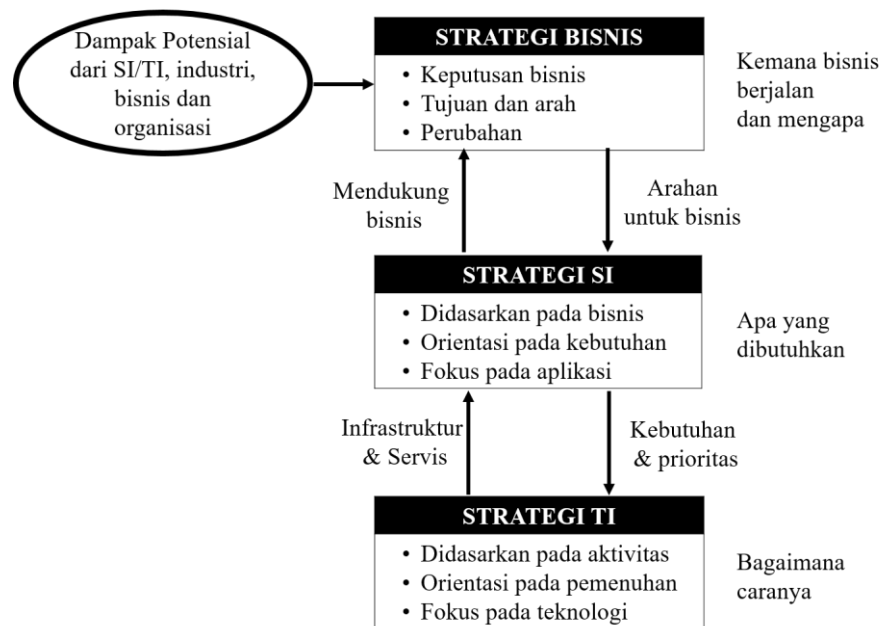 Dampak Potensial
dari SI/TI, industri,
bisnis dan
organisasi
STRATEGI BISNIS
• Keputusan bisnis
• Tujuan dan arah
• Perubahan
Kemana bisnis
berjalan
dan mengapa
Mendukung
bisnis
Arahan
untuk bisnis
STRATEGI SI
• Didasarkan pada bisnis
• Orientasi pada kebutuhan
• Fokus pada aplikasi
Apa yang
dibutuhkan
Infrastruktur
& Servis
Kebutuhan
& prioritas
STRATEGI TI
• Didasarkan pada aktivitas
• Orientasi pada pemenuhan
• Fokus pada teknologi
Bagaimana
caranya